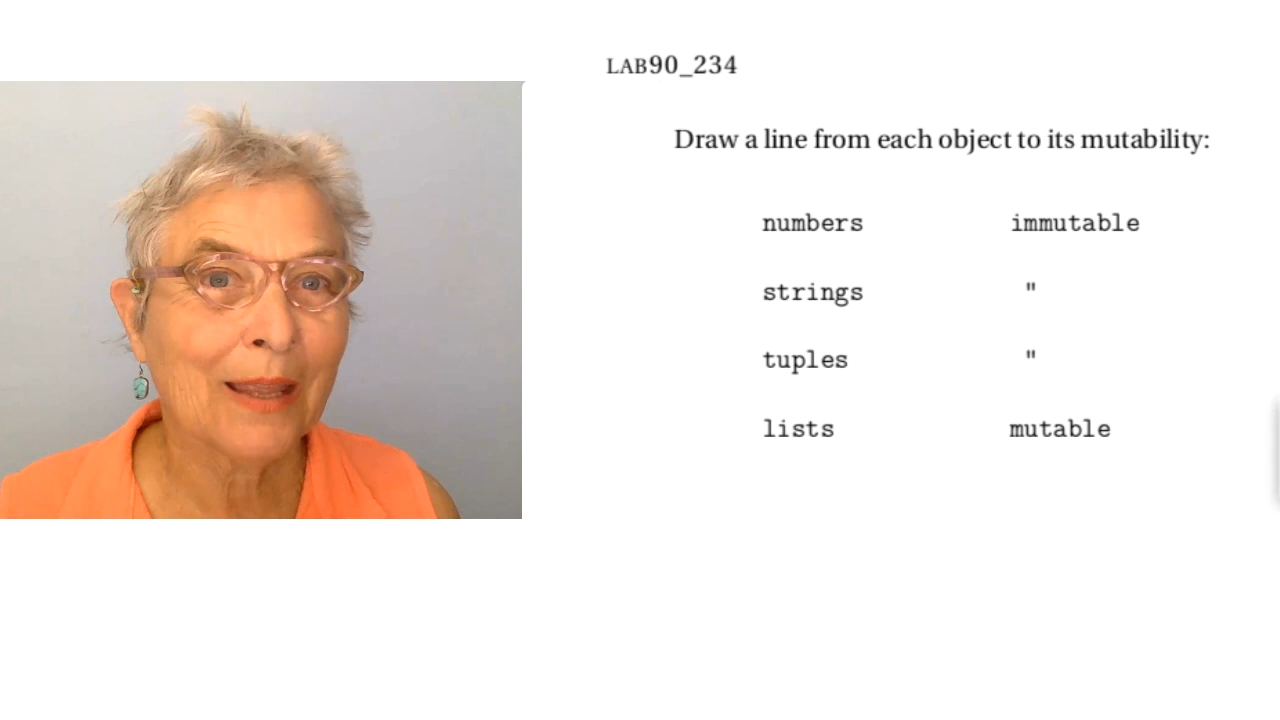 LAB90_234
Draw a line from each object to its mutability:
numbers immutable
strings "
tuples "
lists mutable